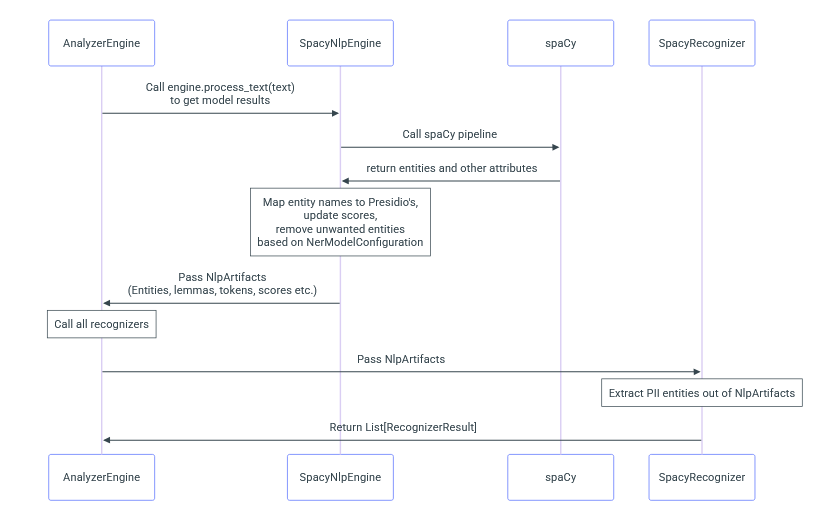 AnalyzerEngine
SpacyNlpEngine
spaCy
SpacyRecognizer
Call engine.process_text(text)
to get model results
Call spaCy pipeline
return entities and other attributes
Map entity names to Presidio's,
update scores,
remove unwanted entities
based on NerModelConfiguration
Pass NlpArtifacts
(Entities, lemmas, tokens, scores etc.)
Call all recognizers
Pass NlpArtifacts
Extract PII entities out of NlpArtifacts
Return List[RecognizerResult]
AnalyzerEngine
SpacyNlpEngine
spaCy
SpacyRecognizer